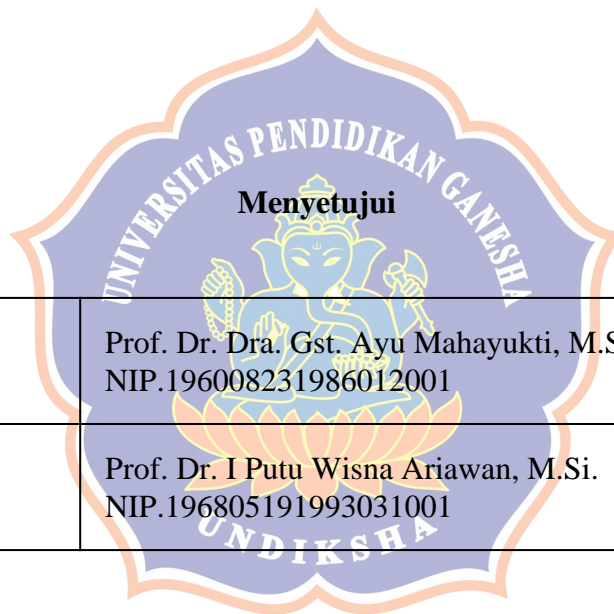 UNIVERSITAS PENDIDIKAN GANESHA
Menyetujui
Prof. Dr. Dra. Gst. Ayu Mahayukti, M.S
NIP.196008231986012001
Prof. Dr. I Putu Wisna Ariawan, M.Si.
NIP.196805191993031001
UNDIKSHA